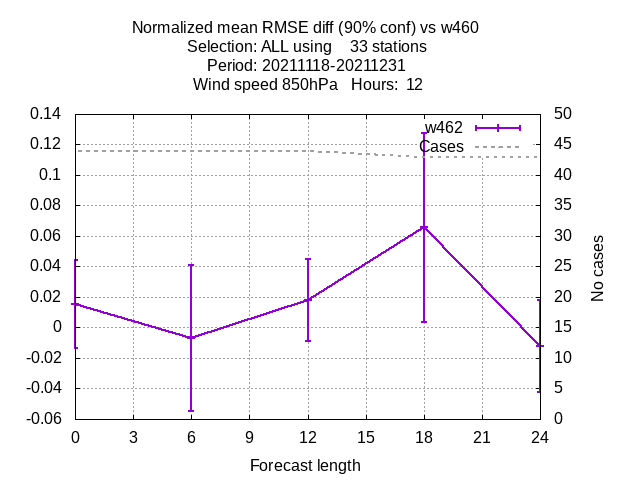 Normalized mean RMSE diff (90% conf) vs w460
Selection: ALL using    33 stations
Period: 20211118-20211231
Wind speed 850hPa   Hours:  12
0.14
0.12
0.1
0.08
0.06
0.04
0.02
0
-0.02
-0.04
-0.06
50
45
40
35
30
25
20
15
10
5
0
w462
Cases
No cases
0 3 6 9 12 15 18 21 24
Forecast length